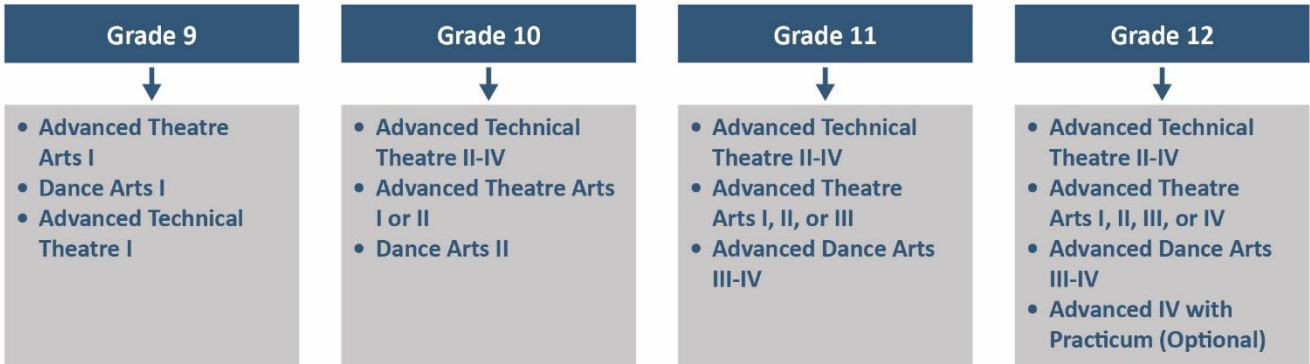 Grade 9
• Advanced Theatre
Arts I
• Dance Arts I
• Advanced Technical
Theatre I
Grade 10
• Advanced Technical
Theatre II-IV
• Advanced Theatre Arts
I or II
• Dance Arts II
Grade 11
• Advanced Technical
Theatre II-IV
• Advanced Theatre
Arts I, II, or III
• Advanced Dance Arts
III-IV
Grade 12
• Advanced Technical
Theatre II-IV
• Advanced Theatre
Arts I, II, III, or IV
• Advanced Dance Arts
III-IV
• Advanced IV with
Practicum (Optional)